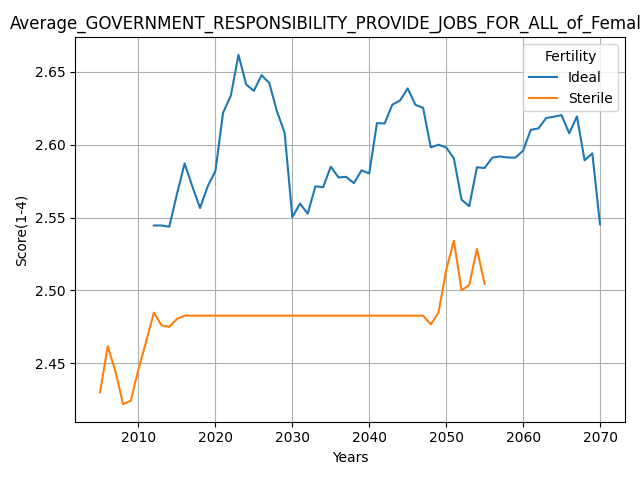 Average_GOVERNMENT_RESPONSIBILITY_PROVIDE_JOBS_FOR_ALL_of_Femal
Fertility
Ideal
Sterile
2.65
2.60
2.55
2.50
2.45
Score(1-4)
2010 2020 2030 2040 2050 2060 2070
Years